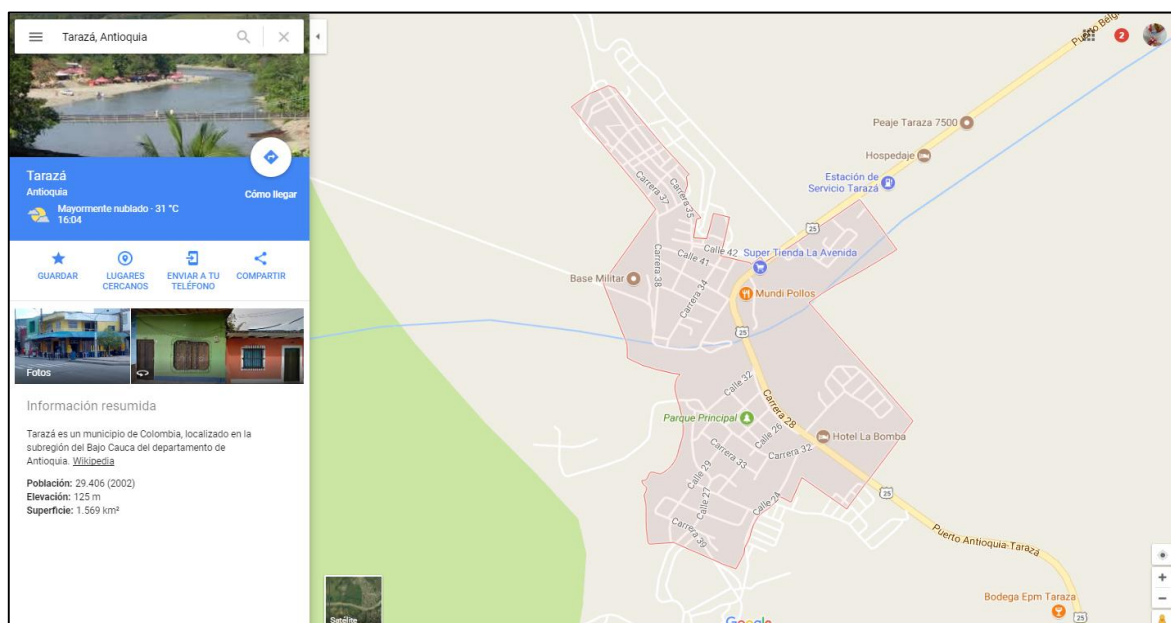 Tarazá, Antioquia
2
Tarazá
Antioquia
Cómo llegar
Mayormente nublado · 31 °C
16:04
GUARDAR
LUGARES
CERCANOS
ENVIAR A TU
TELÉFONO
COMPARTIR
Fotos
Información resumida
Tarazá es un municipio de Colombia, localizado en la
subregión del Bajo Cauca del departamento de
Antioquia. Wikipedia
Población: 29.406 (2002)
Elevación: 125 m
Superficie: 1.569 km²
Satélite
Peaje Taraza 7500
Hospedaje
Estación de
Servicio Tarazá
25
Carrera 37
Carrera 35
Calle 42
Super Tienda La Avenida
Calle 41
Carrera 38
Base Militar
Carrera 34
Mundi Pollos
25
Calle 32
Carrera 28
Parque Principal
Calle 26
Hotel La Bomba
Carrera 33
Carrera 32
Calle 29
Calle 27
Calle 24
25
Carrera 39
Puerto Antioquia-Tarazá
Bodega Epm Taraza
25
Google